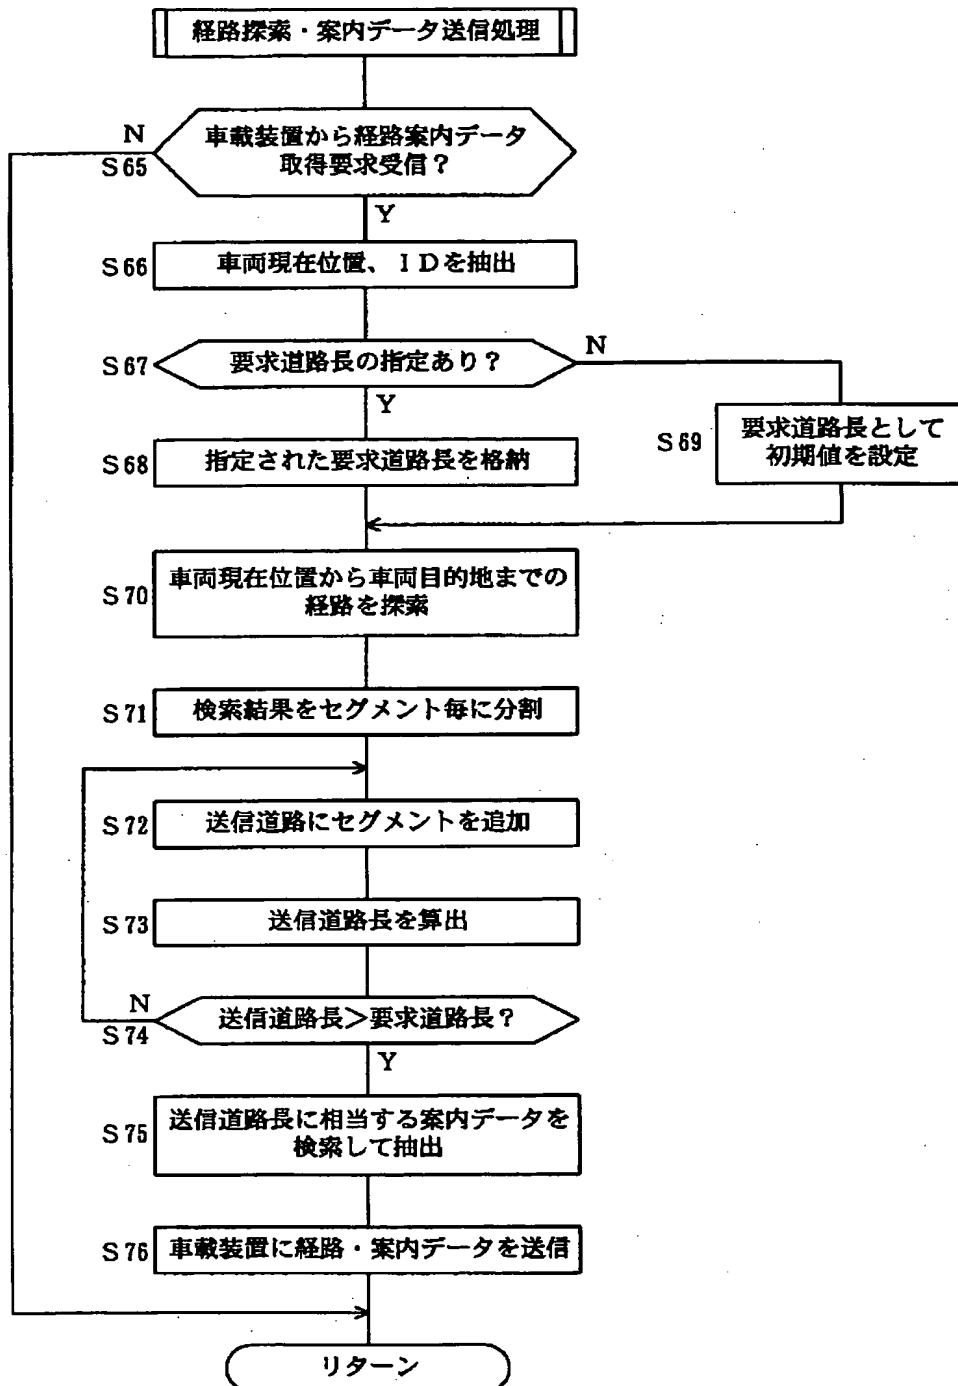 経路探索・案内データ送信処理
N
S65
車載装置から経路案内データ
取得要求受信？
Y
S66
車両現在位置、IDを抽出
S67
要求道路長の指定あり？
N
Y
S68
指定された要求道路長を格納
S69
要求道路長として
初期値を設定
S70
車両現在位置から車両目的地までの
経路を探索
S71
検索結果をセグメント毎に分割
S72
送信道路にセグメントを追加
S73
送信道路長を算出
N
S74
送信道路長＞要求道路長？
Y
S75
送信道路長に相当する案内データを
検索して抽出
S76
車載装置に経路・案内データを送信
リターン